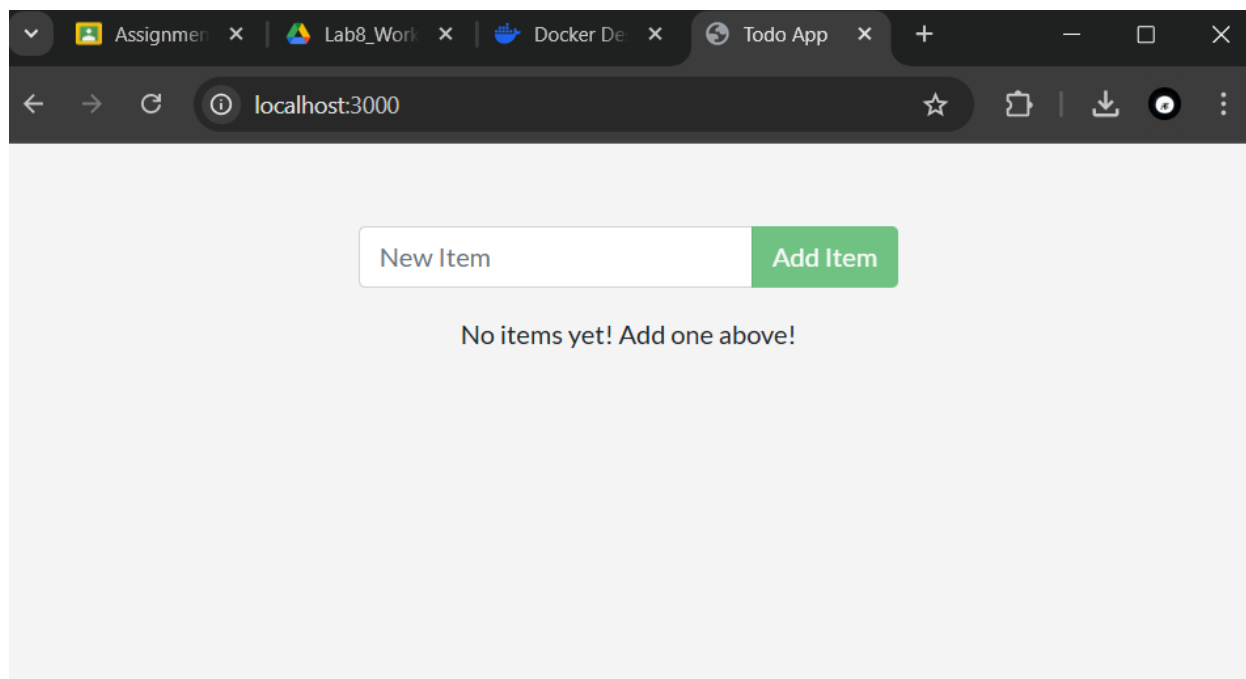 Assignmen
Lab8_Work
Docker De
Todo App
localhost:3000
New Item
Add Item
No items yet! Add one above!